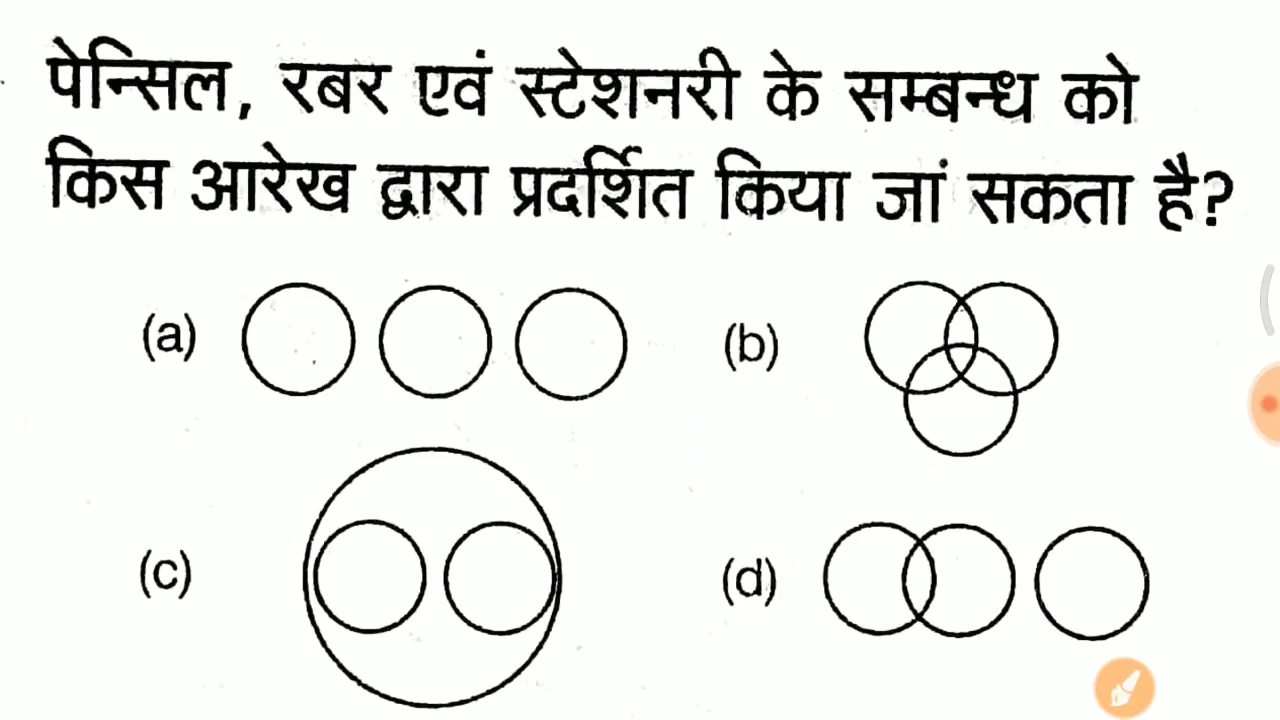 पेन्सिल, रबर एवं स्टेशनरी के सम्बन्ध को
किस आरेख द्वारा प्रदर्शित किया जां सकता है?
(a)
(b)
(c)
(d)